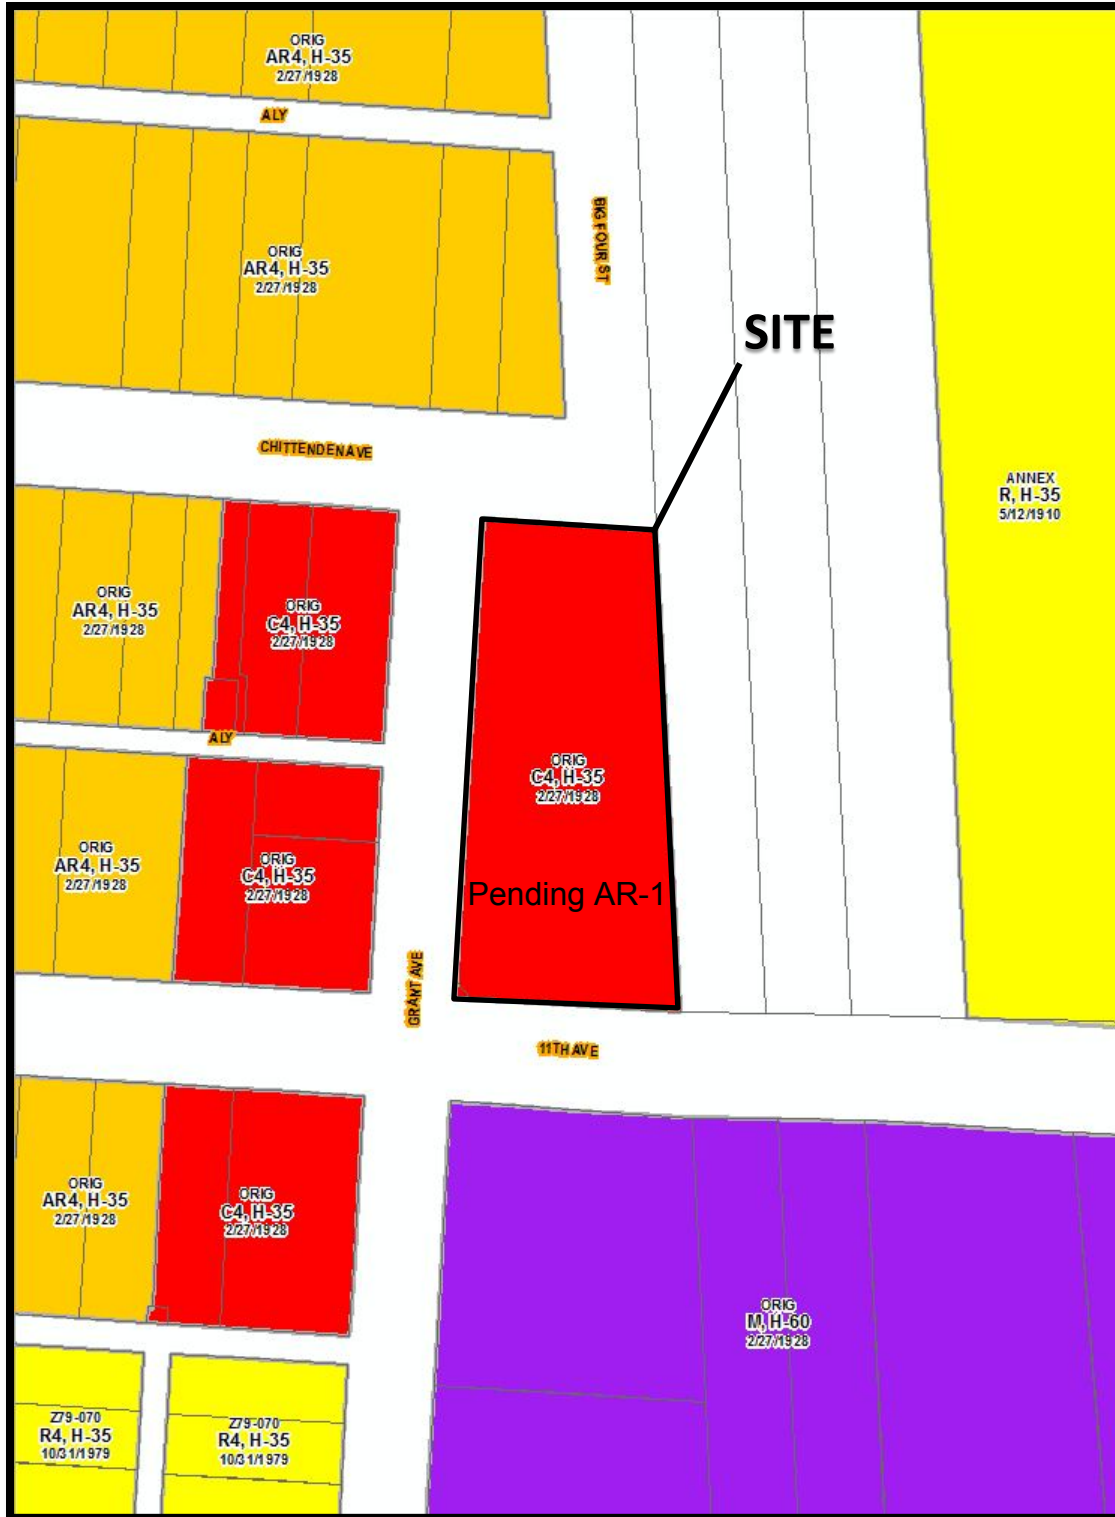 ORIG
AR4, H-35
2/27/1928
ALY
BIG FOUR ST
ORIG
AR4, H-35
2/27/1928
SITE
CHITTENDEN AVE
ANNEX
R, H-35
5/12/1910
ORIG
AR4, H-35
2/27/1928
ORIG
C4, H-35
2/27/1928
ALY
ORIG
C4, H-35
2/27/1928
ORIG
AR4, H-35
2/27/1928
ORIG
C4, H-35
2/27/1928
Pending AR-1
GRANT AVE
11TH AVE
ORIG
AR4, H-35
2/27/1928
ORIG
C4, H-35
2/27/1928
ORIG
M, H-60
2/27/1928
Z79-070
R4, H-35
10/31/1979
Z79-070
R4, H-35
10/31/1979